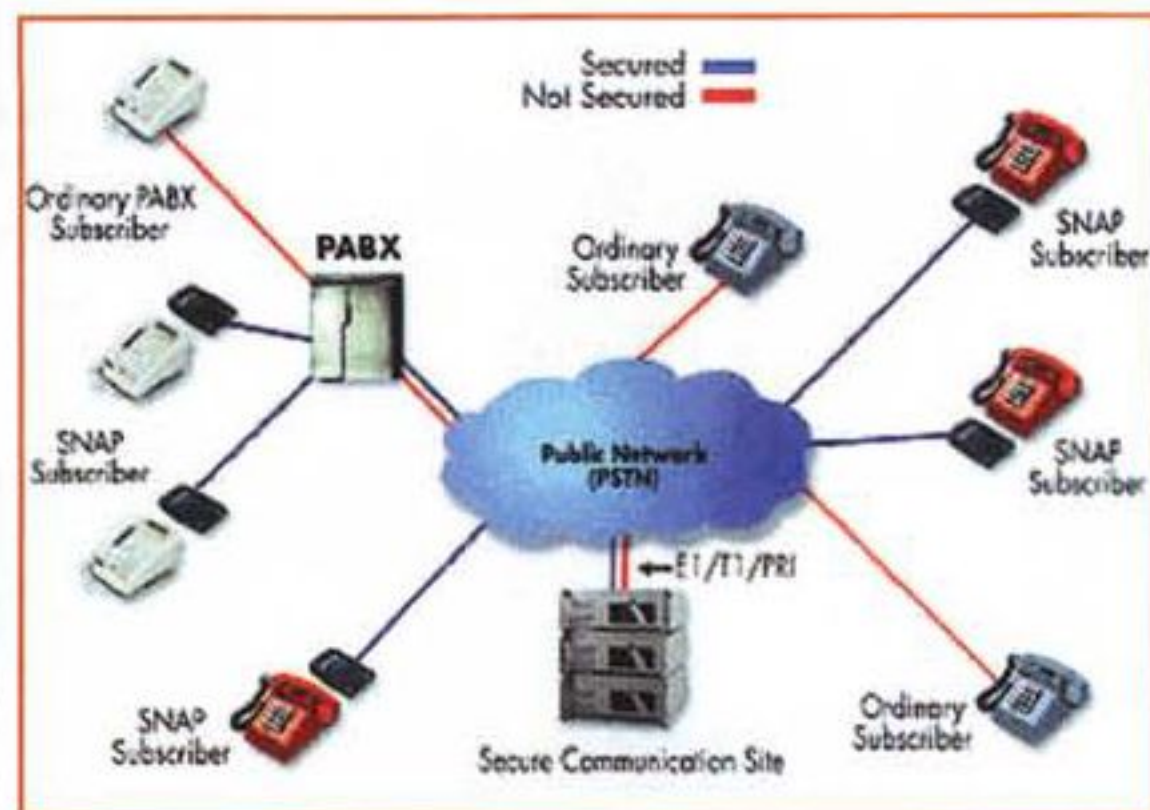 Secured
Not Secured
Ordinary PABX
Subscriber
PABX
Ordinary
Subscriber
SNAP
Subscriber
SNAP
Subscriber
SNAP
Subscriber
Public Network
(PSTN)
E1/T1/PRI
SNAP
Subscriber
Secure Communication Site
Ordinary
Subscriber